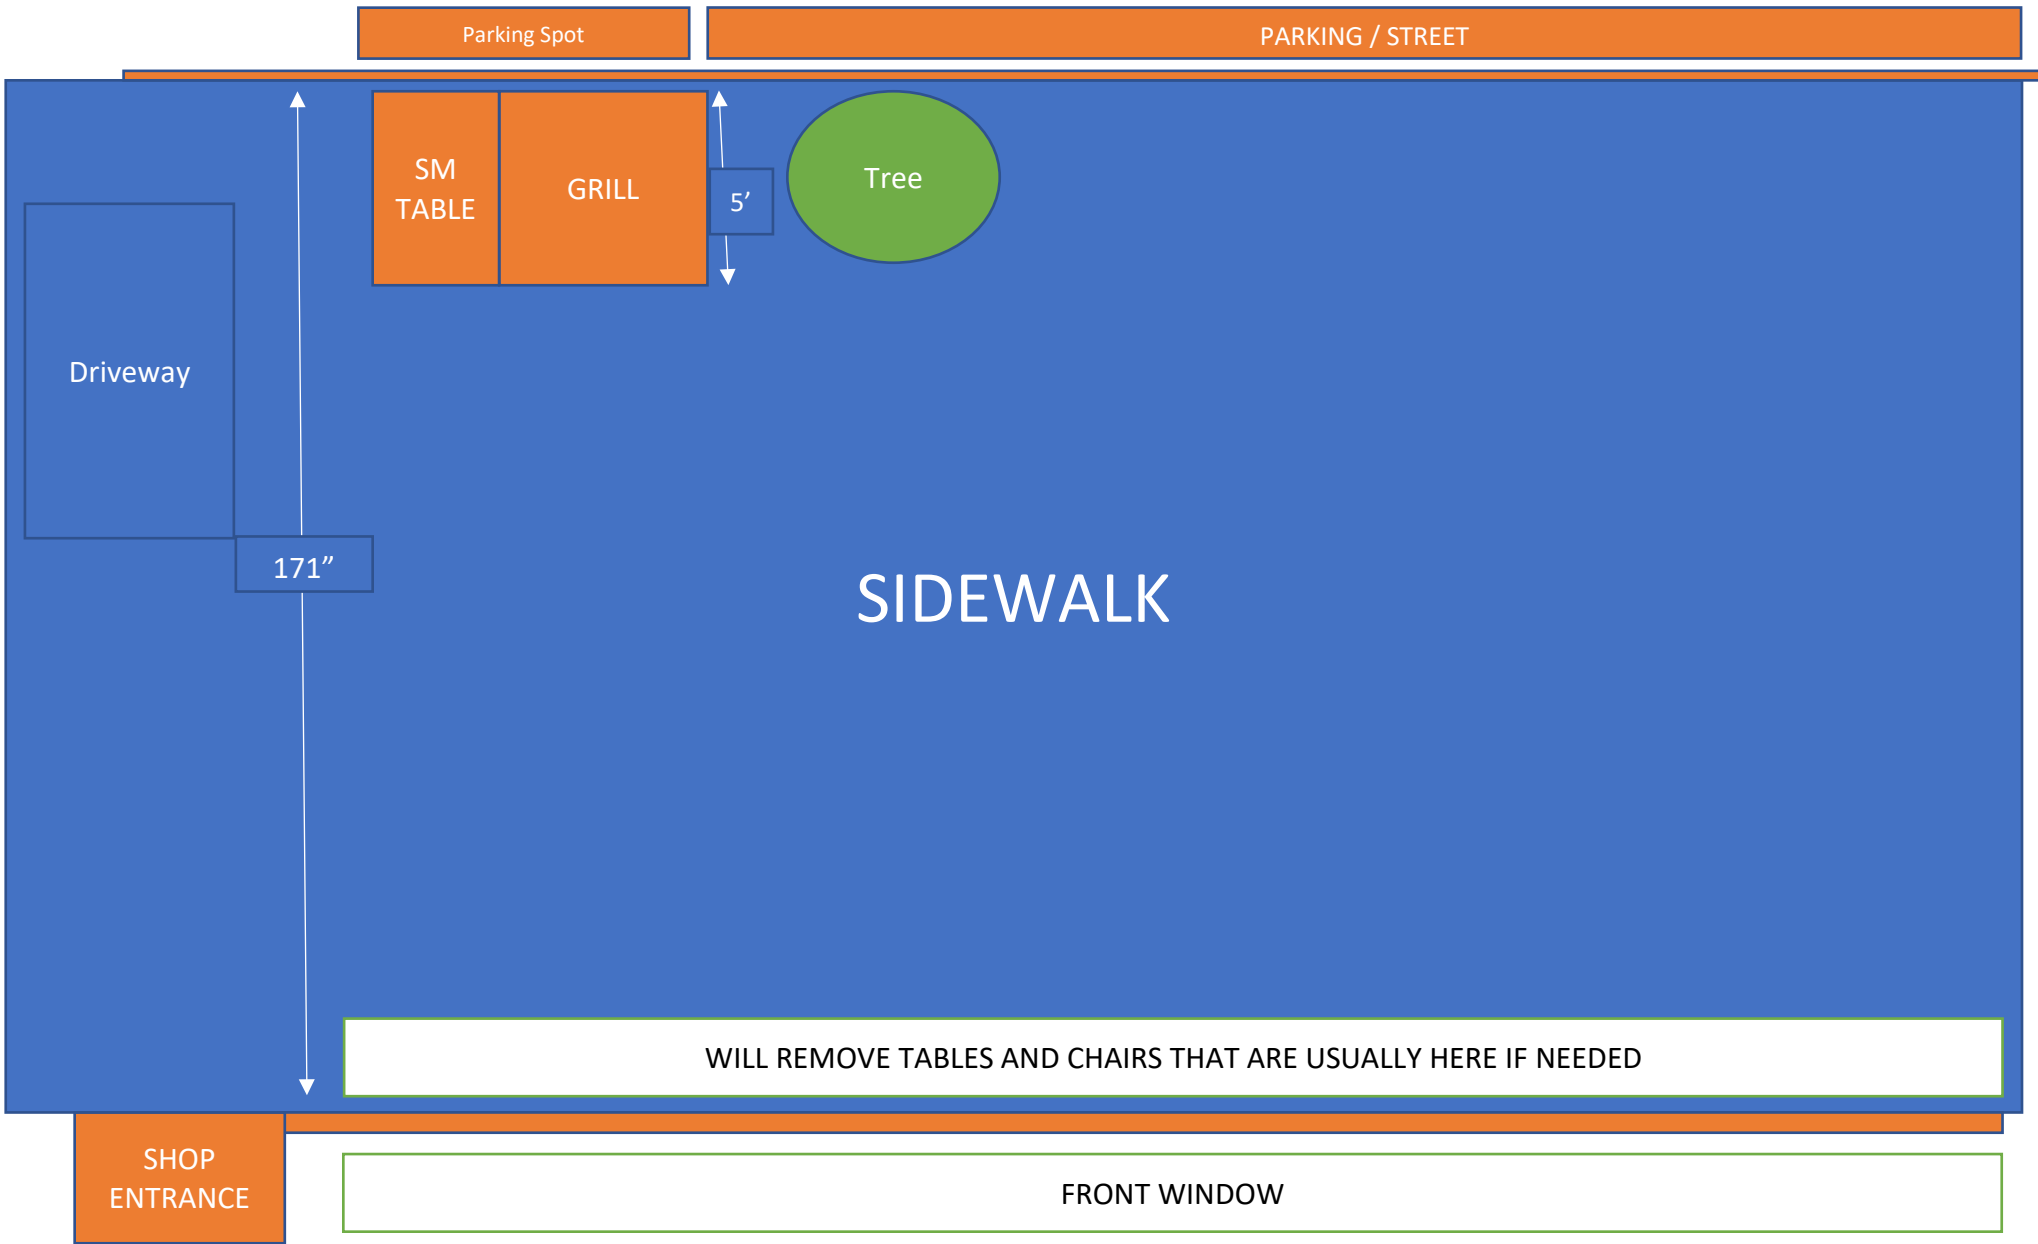 Parking Spot
PARKING / STREET
SM
TABLE
GRILL
5’
Tree
Driveway
171”
SIDEWALK
WILL REMOVE TABLES AND CHAIRS THAT ARE USUALLY HERE IF NEEDED
SHOP
ENTRANCE
FRONT WINDOW